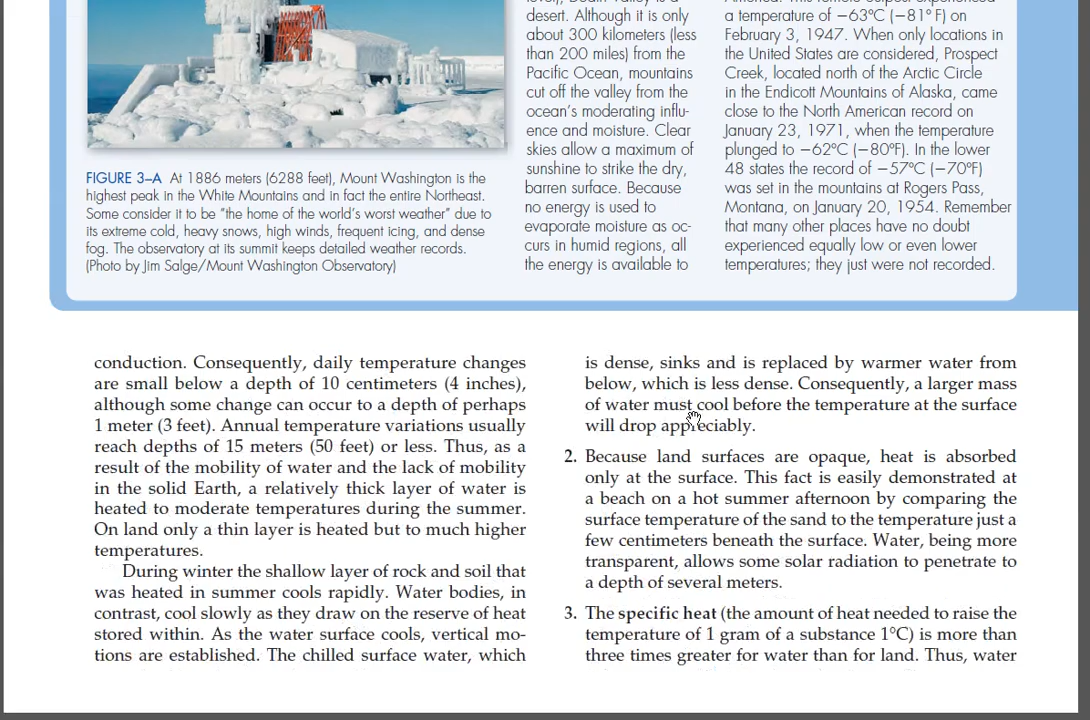 level), Death Valley is a
desert. Although it is only
about 300 kilometers (less
than 200 miles) from the
Pacific Ocean, mountains
cut off the valley from the
ocean's moderating influ-
ence and moisture. Clear
skies allow a maximum of
sunshine to strike the dry,
barren surface. Because
no energy is used to
evaporate moisture as oc-
curs in humid regions, all
the energy is available to
America. This remote outpost experienced
a temperature of −63°C (−81° F) on
February 3, 1947. When only locations in
the United States are considered, Prospect
Creek, located north of the Arctic Circle
in the Endicott Mountains of Alaska, came
close to the North American record on
January 23, 1971, when the temperature
plunged to −62°C (−80°F). In the lower
48 states the record of −57°C (−70°F)
was set in the mountains at Rogers Pass,
Montana, on January 20, 1954. Remember
that many other places have no doubt
experienced equally low or even lower
temperatures; they just were not recorded.
FIGURE 3–A At 1886 meters (6288 feet), Mount Washington is the
highest peak in the White Mountains and in fact the entire Northeast.
Some consider it to be "the home of the world's worst weather" due to
its extreme cold, heavy snows, high winds, frequent icing, and dense
fog. The observatory at its summit keeps detailed weather records.
(Photo by Jim Salge/Mount Washington Observatory)
conduction. Consequently, daily temperature changes
are small below a depth of 10 centimeters (4 inches),
although some change can occur to a depth of perhaps
1 meter (3 feet). Annual temperature variations usually
reach depths of 15 meters (50 feet) or less. Thus, as a
result of the mobility of water and the lack of mobility
in the solid Earth, a relatively thick layer of water is
heated to moderate temperatures during the summer.
On land only a thin layer is heated but to much higher
temperatures.
During winter the shallow layer of rock and soil that
was heated in summer cools rapidly. Water bodies, in
contrast, cool slowly as they draw on the reserve of heat
stored within. As the water surface cools, vertical mo-
tions are established. The chilled surface water, which
is dense, sinks and is replaced by warmer water from
below, which is less dense. Consequently, a larger mass
of water must cool before the temperature at the surface
will drop appreciably.
2. Because land surfaces are opaque, heat is absorbed
only at the surface. This fact is easily demonstrated at
a beach on a hot summer afternoon by comparing the
surface temperature of the sand to the temperature just a
few centimeters beneath the surface. Water, being more
transparent, allows some solar radiation to penetrate to
a depth of several meters.
3. The specific heat (the amount of heat needed to raise the
temperature of 1 gram of a substance 1°C) is more than
three times greater for water than for land. Thus, water